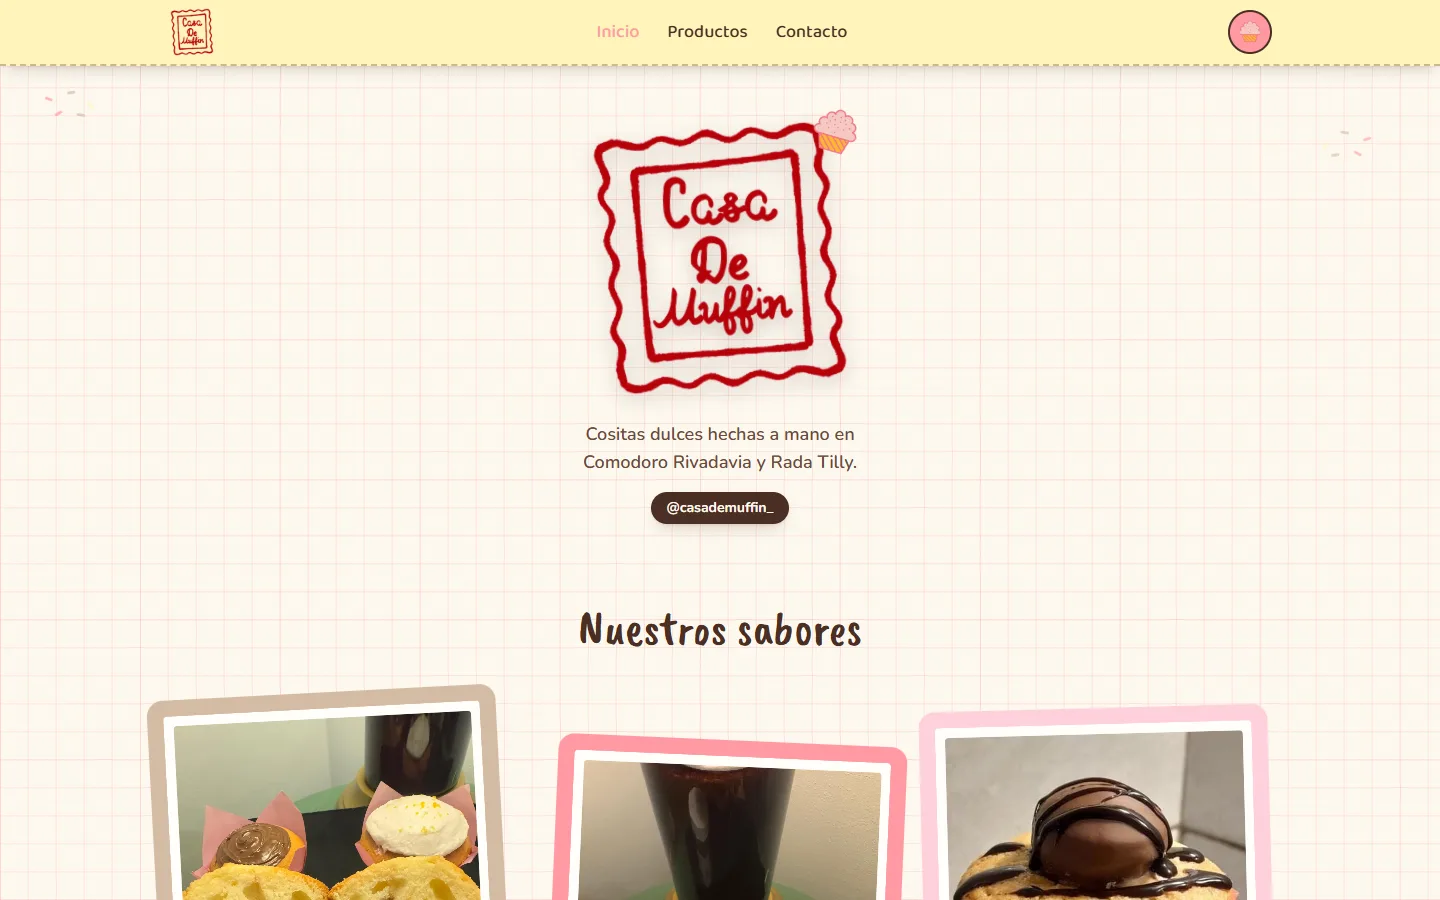 Casa
De
Muffin
Inicio
Productos
Contacto
Casa
De
Muffin
Cositas dulces hechas a mano en
Comodoro Rivadavia y Rada Tilly.
@casademuffin_
Nuestros sabores